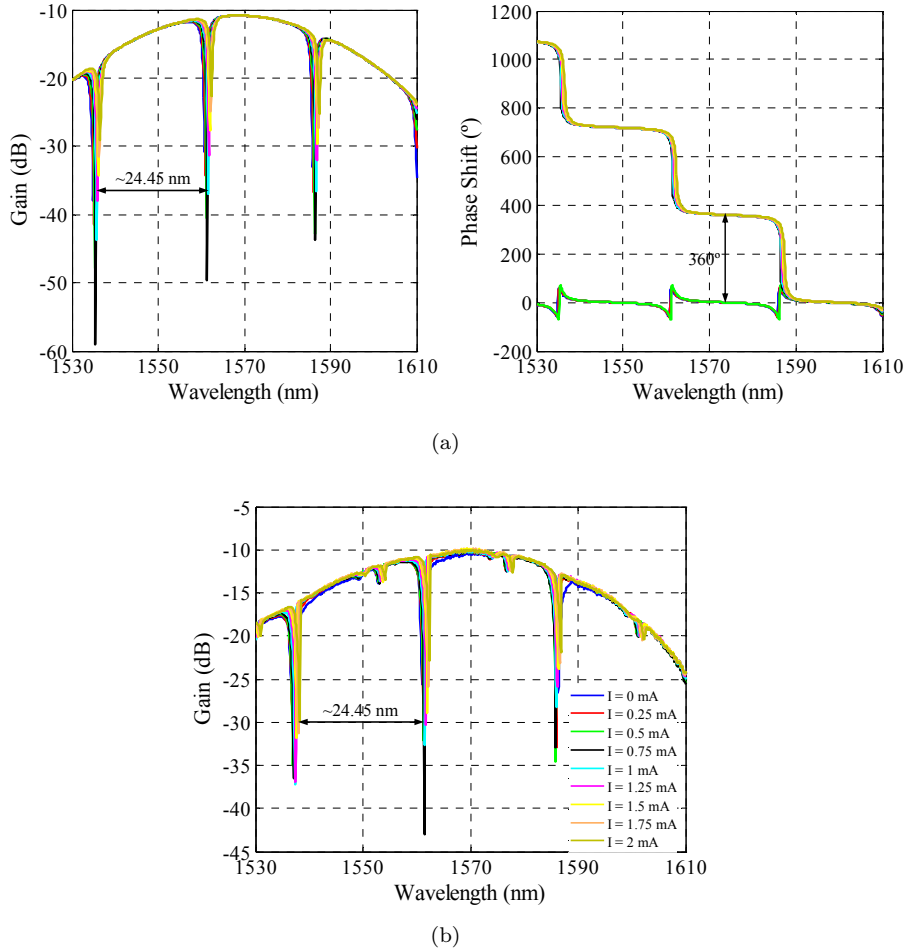 -10
-20
-30
-40
-50
-60
1530
1550
1570
1590
1610
Gain (dB)
Wavelength (nm)
~24.45 nm
1200
1000
800
600
400
200
0
-200
1530
1550
1570
1590
1610
Phase Shift (º)
Wavelength (nm)
360º
(a)
-5
-10
-15
-20
-25
-30
-35
-40
-45
1530
1550
1570
1590
1610
Gain (dB)
Wavelength (nm)
~24.45 nm
I = 0 mA
I = 0.25 mA
I = 0.5 mA
I = 0.75 mA
I = 1 mA
I = 1.25 mA
I = 1.5 mA
I = 1.75 mA
I = 2 mA
(b)